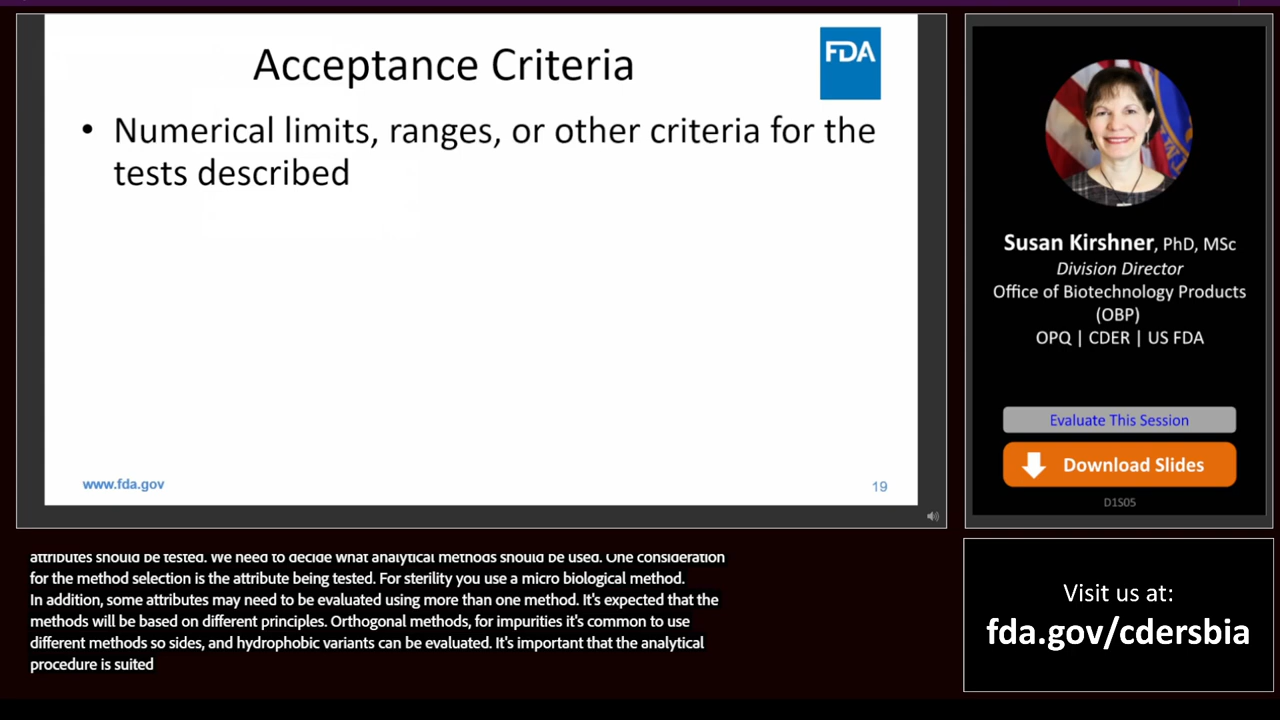 Acceptance Criteria
FDA
• Numerical limits, ranges, or other criteria for the
tests described
www.fda.gov
19
Susan Kirshner, PhD, MSc
Division Director
Office of Biotechnology Products
(OBP)
OPQ | CDER | US FDA
Evaluate This Session
Download Slides
D1S05
attributes should be tested. We need to decide what analytical methods should be used. One consideration
for the method selection is the attribute being tested. For sterility you use a micro biological method.
In addition, some attributes may need to be evaluated using more than one method. It's expected that the
methods will be based on different principles. Orthogonal methods, for impurities it's common to use
different methods so sides, and hydrophobic variants can be evaluated. It's important that the analytical
procedure is suited
Visit us at:
fda.gov/cdersbia